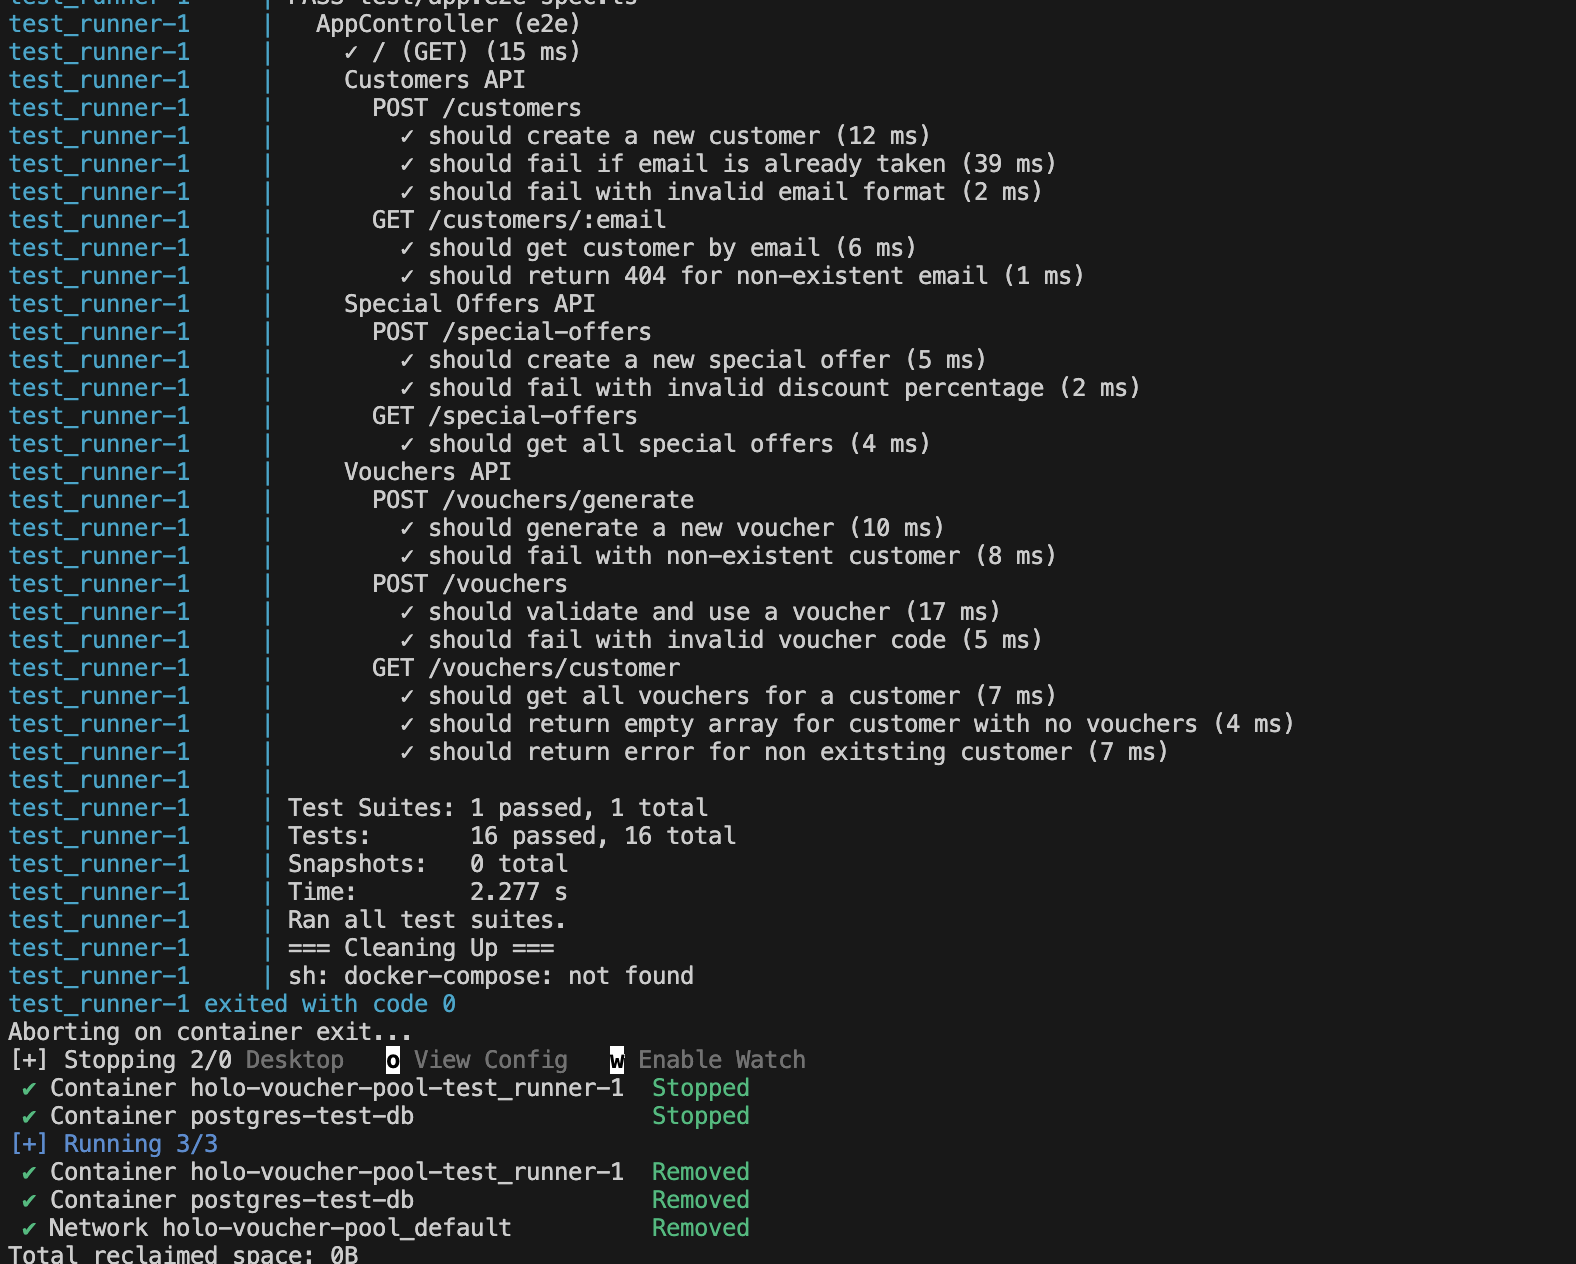 test_runner-1 | PASS test/app.e2e-spec.ts
test_runner-1 | AppController (e2e)
test_runner-1 | ✓ / (GET) (15 ms)
test_runner-1 | Customers API
test_runner-1 | POST /customers
test_runner-1 | ✓ should create a new customer (12 ms)
test_runner-1 | ✓ should fail if email is already taken (39 ms)
test_runner-1 | ✓ should fail with invalid email format (2 ms)
test_runner-1 | GET /customers/:email
test_runner-1 | ✓ should get customer by email (6 ms)
test_runner-1 | ✓ should return 404 for non-existent email (1 ms)
test_runner-1 | Special Offers API
test_runner-1 | POST /special-offers
test_runner-1 | ✓ should create a new special offer (5 ms)
test_runner-1 | ✓ should fail with invalid discount percentage (2 ms)
test_runner-1 | GET /special-offers
test_runner-1 | ✓ should get all special offers (4 ms)
test_runner-1 | Vouchers API
test_runner-1 | POST /vouchers/generate
test_runner-1 | ✓ should generate a new voucher (10 ms)
test_runner-1 | ✓ should fail with non-existent customer (8 ms)
test_runner-1 | POST /vouchers
test_runner-1 | ✓ should validate and use a voucher (17 ms)
test_runner-1 | ✓ should fail with invalid voucher code (5 ms)
test_runner-1 | GET /vouchers/customer
test_runner-1 | ✓ should get all vouchers for a customer (7 ms)
test_runner-1 | ✓ should return empty array for customer with no vouchers (4 ms)
test_runner-1 | ✓ should return error for non exitsting customer (7 ms)
test_runner-1 |
test_runner-1 | Test Suites: 1 passed, 1 total
test_runner-1 | Tests: 16 passed, 16 total
test_runner-1 | Snapshots: 0 total
test_runner-1 | Time: 2.277 s
test_runner-1 | Ran all test suites.
test_runner-1 | === Cleaning Up ===
test_runner-1 | sh: docker-compose: not found
test_runner-1 exited with code 0
Aborting on container exit...
[+] Stopping 2/0 Desktop o View Config w Enable Watch
✔ Container holo-voucher-pool-test_runner-1 Stopped
✔ Container postgres-test-db Stopped
[+] Running 3/3
✔ Container holo-voucher-pool-test_runner-1 Removed
✔ Container postgres-test-db Removed
✔ Network holo-voucher-pool_default Removed
Total reclaimed space: 0B